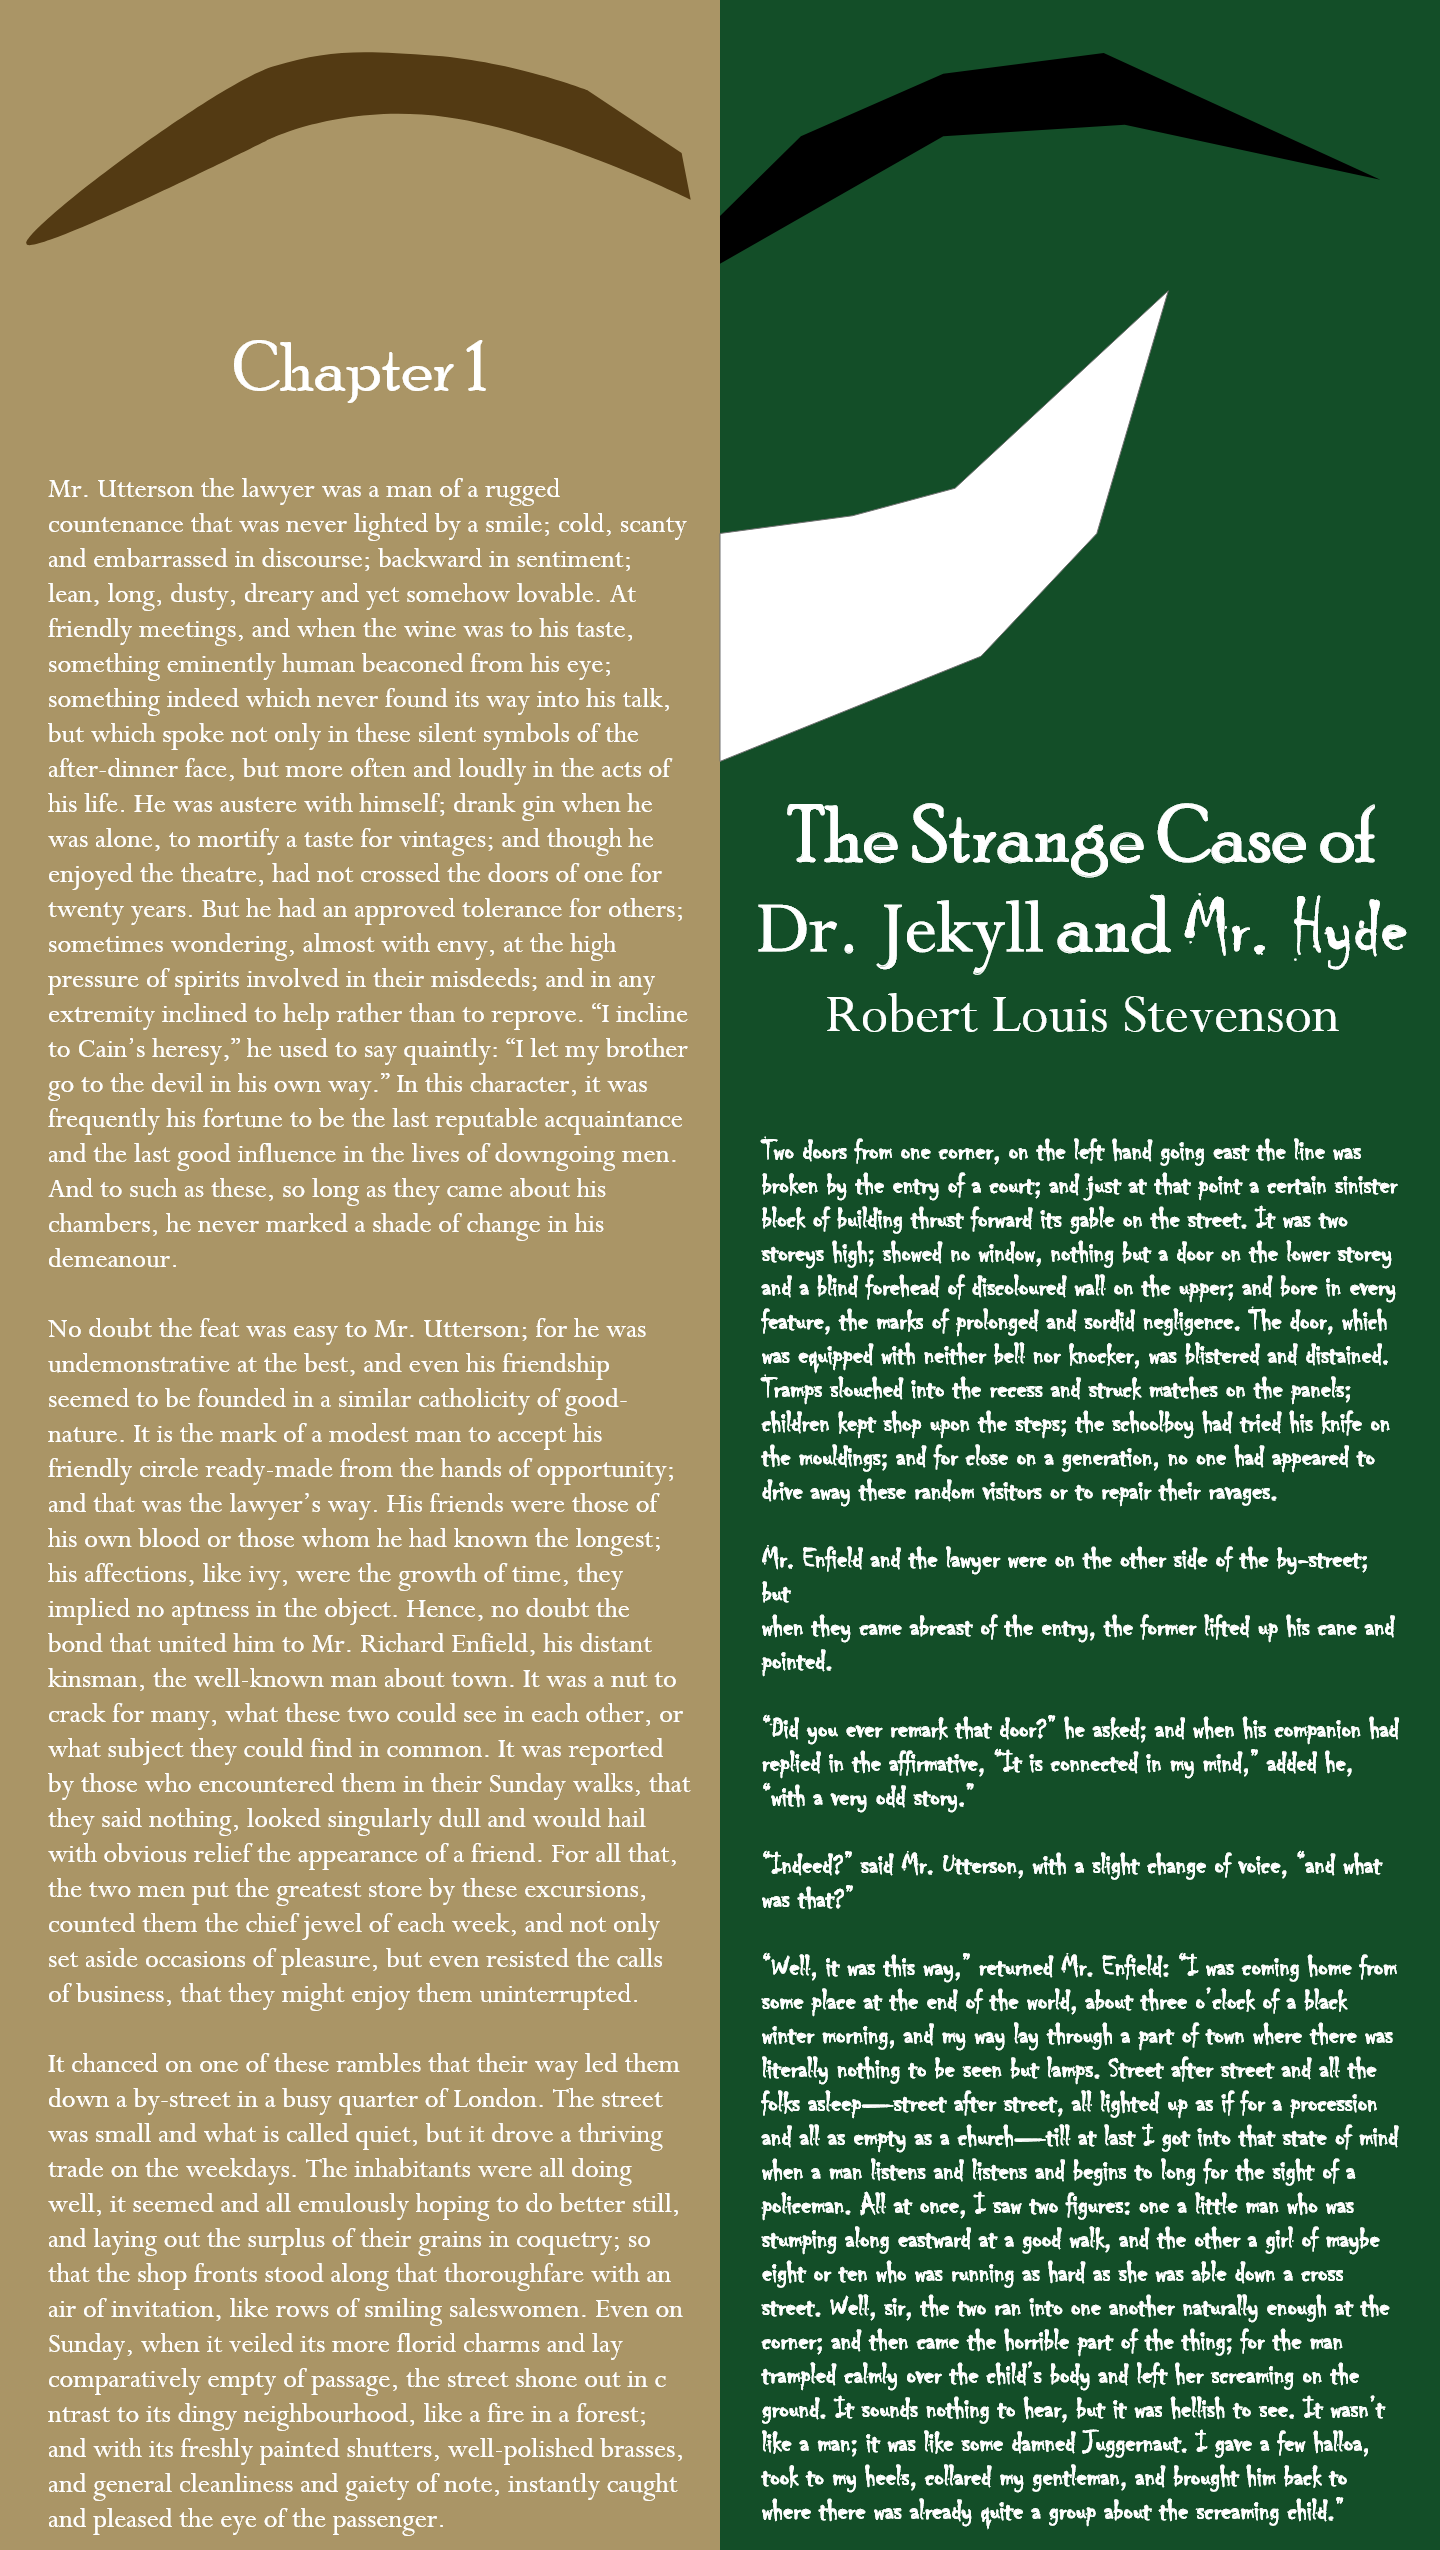 Chapter 1
Mr. Utterson the lawyer was a man of a rugged
countenance that was never lighted by a smile; cold, scanty
and embarrassed in discourse; backward in sentiment;
lean, long, dusty, dreary and yet somehow lovable. At
friendly meetings, and when the wine was to his taste,
something eminently human beaconed from his eye;
something indeed which never found its way into his talk,
but which spoke not only in these silent symbols of the
after-dinner face, but more often and loudly in the acts of
his life. He was austere with himself; drank gin when he
was alone, to mortify a taste for vintages; and though he
enjoyed the theatre, had not crossed the doors of one for
twenty years. But he had an approved tolerance for others;
sometimes wondering, almost with envy, at the high
pressure of spirits involved in their misdeeds; and in any
extremity inclined to help rather than to reprove. “I incline
to Cain’s heresy,” he used to say quaintly: “I let my brother
go to the devil in his own way.” In this character, it was
frequently his fortune to be the last reputable acquaintance
and the last good influence in the lives of downgoing men.
And to such as these, so long as they came about his
chambers, he never marked a shade of change in his
demeanour.
No doubt the feat was easy to Mr. Utterson; for he was
undemonstrative at the best, and even his friendship
seemed to be founded in a similar catholicity of good-
nature. It is the mark of a modest man to accept his
friendly circle ready-made from the hands of opportunity;
and that was the lawyer’s way. His friends were those of
his own blood or those whom he had known the longest;
his affections, like ivy, were the growth of time, they
implied no aptness in the object. Hence, no doubt the
bond that united him to Mr. Richard Enfield, his distant
kinsman, the well-known man about town. It was a nut to
crack for many, what these two could see in each other, or
what subject they could find in common. It was reported
by those who encountered them in their Sunday walks, that
they said nothing, looked singularly dull and would hail
with obvious relief the appearance of a friend. For all that,
the two men put the greatest store by these excursions,
counted them the chief jewel of each week, and not only
set aside occasions of pleasure, but even resisted the calls
of business, that they might enjoy them uninterrupted.
It chanced on one of these rambles that their way led them
down a by-street in a busy quarter of London. The street
was small and what is called quiet, but it drove a thriving
trade on the weekdays. The inhabitants were all doing
well, it seemed and all emulously hoping to do better still,
and laying out the surplus of their grains in coquetry; so
that the shop fronts stood along that thoroughfare with an
air of invitation, like rows of smiling saleswomen. Even on
Sunday, when it veiled its more florid charms and lay
comparatively empty of passage, the street shone out in c
ntrast to its dingy neighbourhood, like a fire in a forest;
and with its freshly painted shutters, well-polished brasses,
and general cleanliness and gaiety of note, instantly caught
and pleased the eye of the passenger.
The Strange Case of
Dr. Jekyll and Mr. Hyde
Robert Louis Stevenson
Two doors from one corner, on the left hand going east the line was
broken by the entry of a court; and just at that point a certain sinister
block of building thrust forward its gable on the street. It was two
storeys high; showed no window, nothing but a door on the lower storey
and a blind forehead of discoloured wall on the upper; and bore in every
feature, the marks of prolonged and sordid negligence. The door, which
was equipped with neither bell nor knocker, was blistered and distained.
Tramps slouched into the recess and struck matches on the panels;
children kept shop upon the steps; the schoolboy had tried his knife on
the mouldings; and for close on a generation, no one had appeared to
drive away these random visitors or to repair their ravages.
Mr. Enfield and the lawyer were on the other side of the by-street;
but
when they came abreast of the entry, the former lifted up his cane and
pointed.
“Did you ever remark that door?” he asked; and when his companion had
replied in the affirmative, “It is connected in my mind,” added he,
“with a very odd story.”
“Indeed?” said Mr. Utterson, with a slight change of voice, “and what
was that?”
“Well, it was this way,” returned Mr. Enfield: “I was coming home from
some place at the end of the world, about three o’clock of a black
winter morning, and my way lay through a part of town where there was
literally nothing to be seen but lamps. Street after street and all the
folks asleep—street after street, all lighted up as if for a procession
and all as empty as a church—till at last I got into that state of mind
when a man listens and listens and begins to long for the sight of a
policeman. All at once, I saw two figures: one a little man who was
stumping along eastward at a good walk, and the other a girl of maybe
eight or ten who was running as hard as she was able down a cross
street. Well, sir, the two ran into one another naturally enough at the
corner; and then came the horrible part of the thing; for the man
trampled calmly over the child’s body and left her screaming on the
ground. It sounds nothing to hear, but it was hellish to see. It wasn’t
like a man; it was like some damned Juggernaut. I gave a few halloa,
took to my heels, collared my gentleman, and brought him back to
where there was already quite a group about the screaming child.”